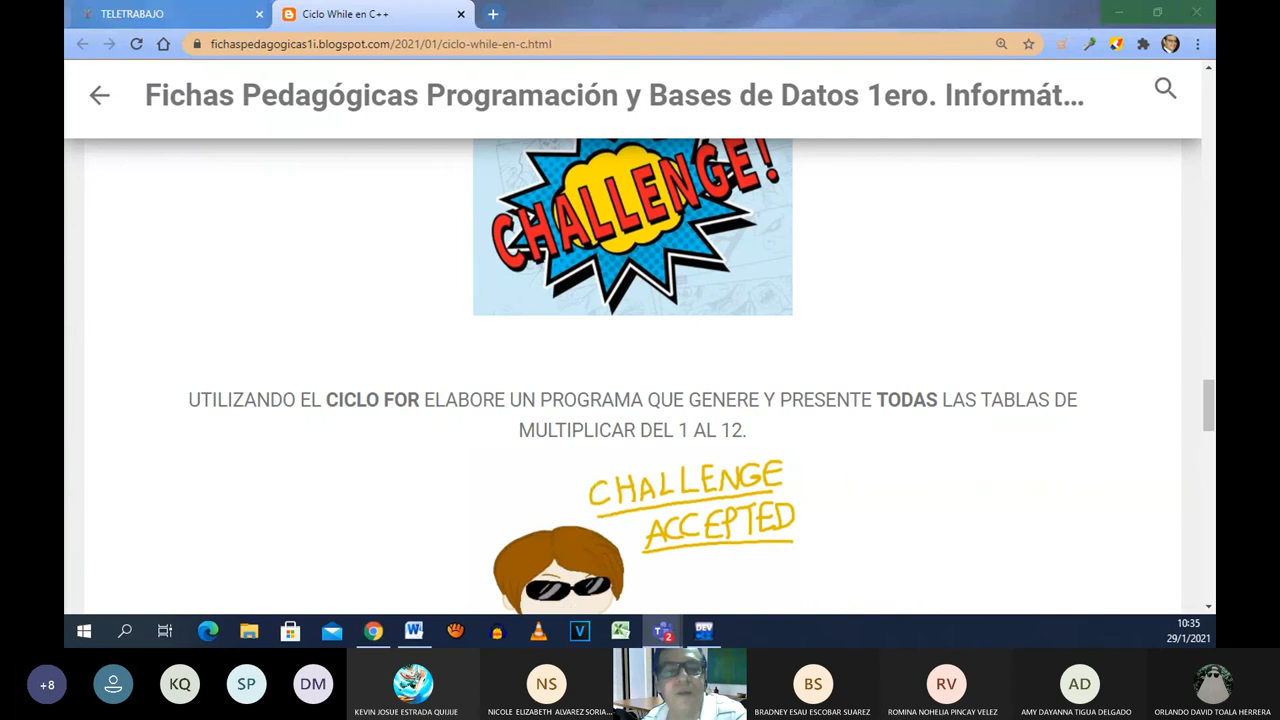 TELETRABAJO
Ciclo While en C++
fichaspedagogicas1i.blogspot.com/2021/01/ciclo-while-en-c.html
Fichas Pedagógicas Programación y Bases de Datos 1ero. Informát...
CHALLENGE!
UTILIZANDO EL CICLO FOR ELABORE UN PROGRAMA QUE GENERE Y PRESENTE TODAS LAS TABLAS DE
MULTIPLICAR DEL 1 AL 12.
CHALLENGE
ACCEPTED
W
V
X
2
DEV
10:35
29/1/2021
+8
KQ
SP
DM
NS
BS
RV
AD
KEVIN JOSUE ESTRADA QUIJIJE
NICOLE ELIZABETH ALVAREZ SORIA...
BRADNEY ESAU ESCOBAR SUAREZ
ROMINA NOHELIA PINCAY VELEZ
AMY DAYANNA TIGUA DELGADO
ORLANDO DAVID TOALA HERRERA